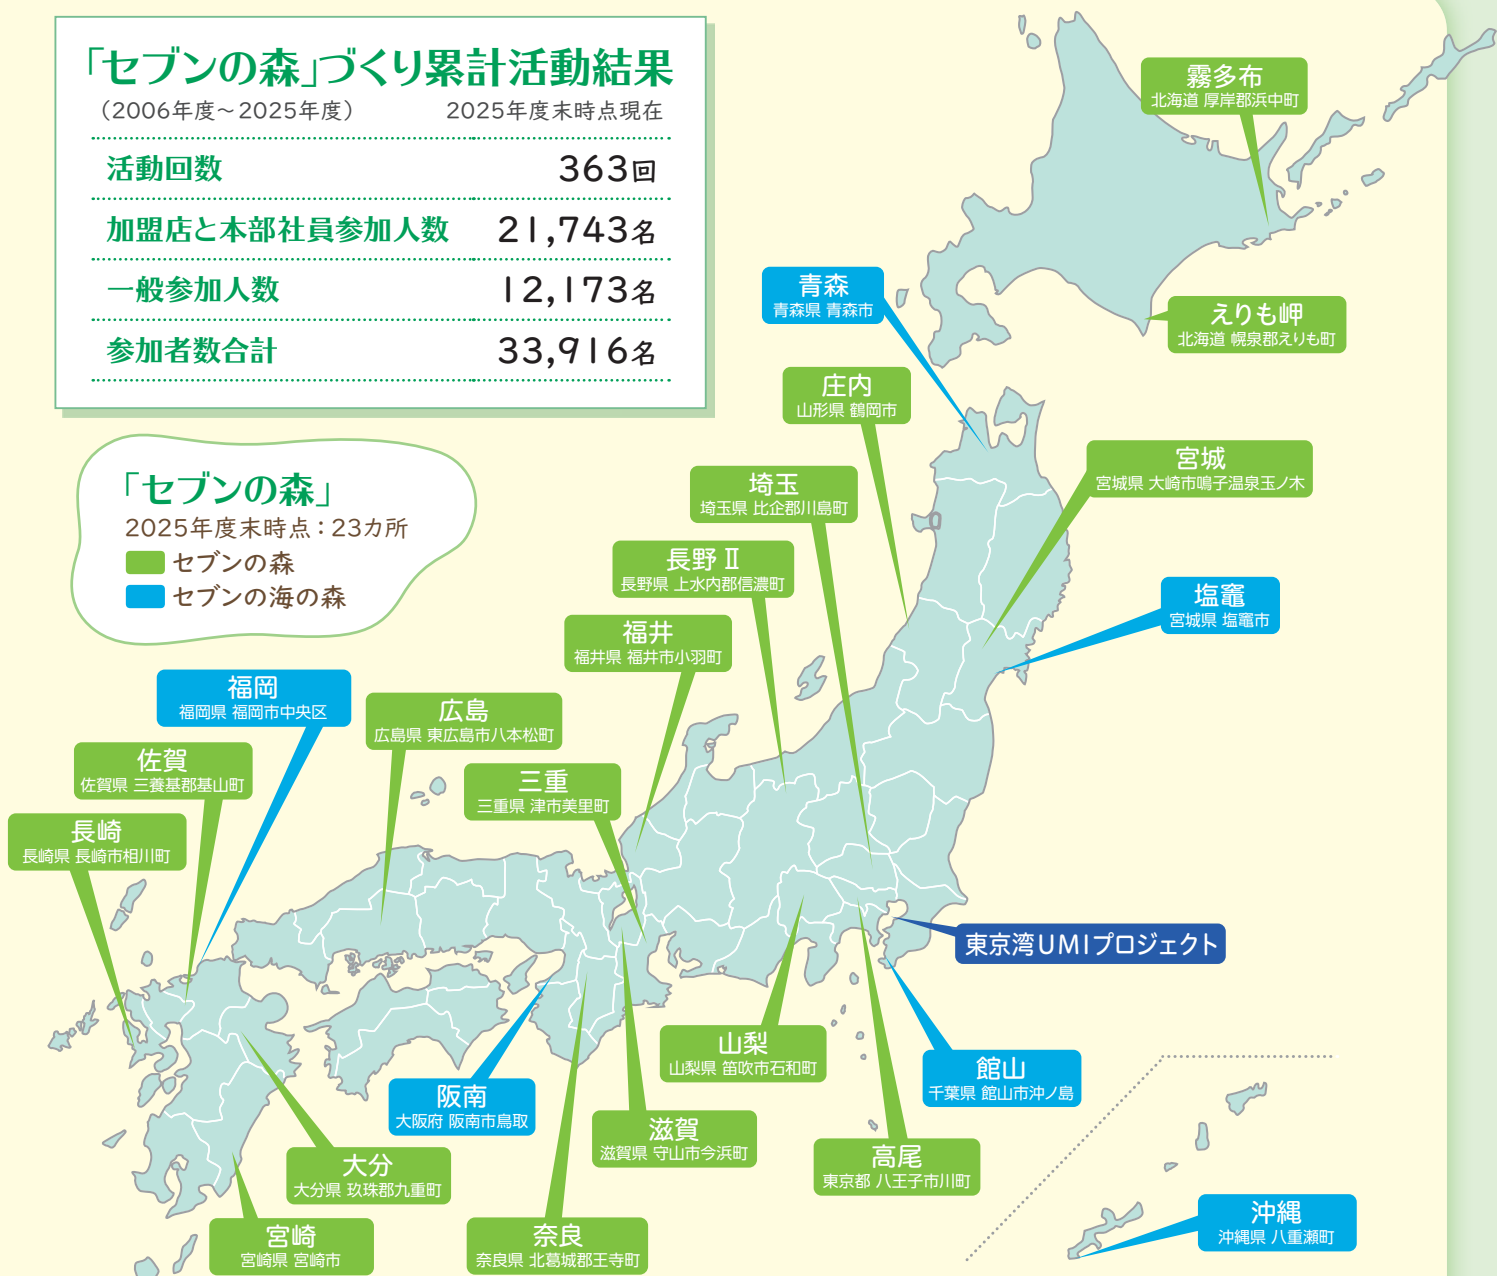 「セブンの森」づくり累計活動結果
（2006年度～2025年度） 2025年度末時点現在
活動回数 363回
加盟店と本部社員参加人数 21,743名
一般参加人数 12,173名
参加者数合計 33,916名
「セブンの森」
2025年度末時点：23カ所
セブンの森
セブンの海の森
霧多布
北海道 厚岸郡浜中町
えりも岬
北海道 幌泉郡えりも町
青森
青森県 青森市
庄内
山形県 鶴岡市
宮城
宮城県 大崎市鳴子温泉玉ノ木
埼玉
埼玉県 比企郡川島町
長野Ⅱ
長野県 上水内郡信濃町
塩竈
宮城県 塩竈市
福井
福井県 福井市小羽町
福岡
福岡県 福岡市中央区
広島
広島県 東広島市八本松町
佐賀
佐賀県 三養基郡基山町
三重
三重県 津市美里町
長崎
長崎県 長崎市相川町
東京湾UMIプロジェクト
山梨
山梨県 笛吹市石和町
館山
千葉県 館山市沖ノ島
阪南
大阪府 阪南市鳥取
滋賀
滋賀県 守山市今浜町
高尾
東京都 八王子市川町
大分
大分県 玖珠郡九重町
沖縄
沖縄県 八重瀬町
宮崎
宮崎県 宮崎市
奈良
奈良県 北葛城郡王寺町